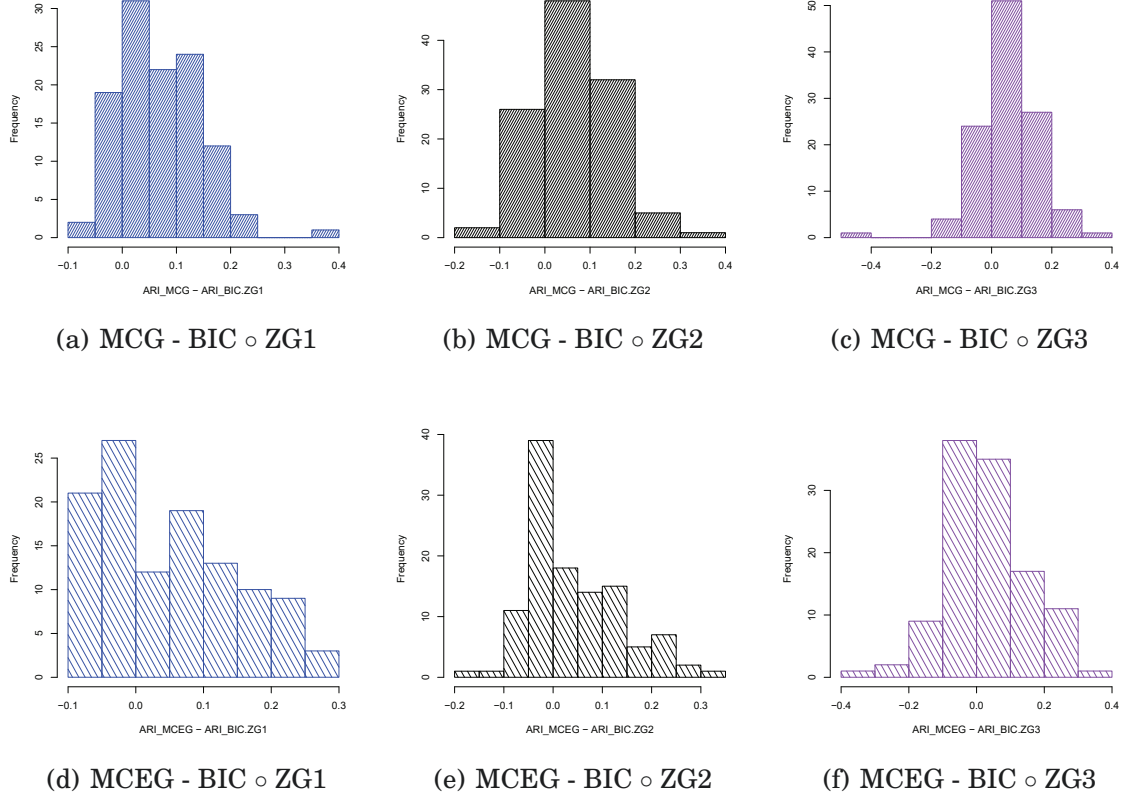 Frequency
0 5 10 15 20 25 30
−0.1 0.0 0.1 0.2 0.3 0.4
ARI_MCG − ARI_BIC.ZG1
(a) MCG - BIC ∘ ZG1
Frequency
0 10 20 30 40
−0.2 −0.1 0.0 0.1 0.2 0.3 0.4
ARI_MCG − ARI_BIC.ZG2
(b) MCG - BIC ∘ ZG2
Frequency
0 10 20 30 40 50
−0.4 −0.2 0.0 0.2 0.4
ARI_MCG − ARI_BIC.ZG3
(c) MCG - BIC ∘ ZG3
Frequency
0 5 10 15 20 25
−0.1 0.0 0.1 0.2 0.3
ARI_MCEG − ARI_BIC.ZG1
(d) MCEG - BIC ∘ ZG1
Frequency
0 10 20 30 40
−0.2 −0.1 0.0 0.1 0.2 0.3
ARI_MCEG − ARI_BIC.ZG2
(e) MCEG - BIC ∘ ZG2
Frequency
0 10 20 30
−0.4 −0.2 0.0 0.2 0.4
ARI_MCEG − ARI_BIC.ZG3
(f) MCEG - BIC ∘ ZG3